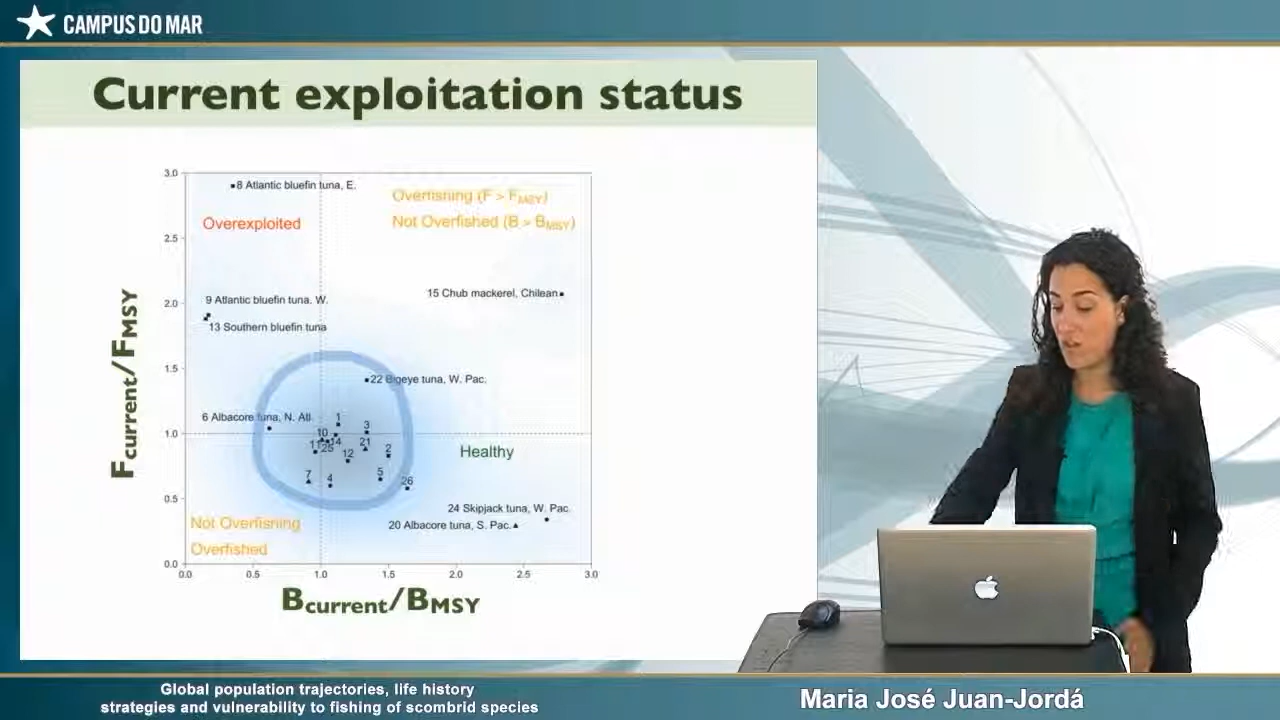 CAMPUS DO MAR
Current exploitation status
3.0
8 Atlantic bluefin tuna, E.
Overfishing (F > FMSY)
Overexploited
Not Overfished (B > BMSY)
2.5
9 Atlantic bluefin tuna, W.
15 Chub mackerel, Chilean
2.0
13 Southern bluefin tuna
Fcurrent/FMSY
1.5
22 Bigeye tuna, W. Pac.
6 Albacore tuna, N. Atl.
1
3
1.0
10
14
21
11
25
2
12
Healthy
7
4
5
26
0.5
24 Skipjack tuna, W. Pac.
Not Overfishing
20 Albacore tuna, S. Pac.
Overfished
0.0
0.0 0.5 1.0 1.5 2.0 2.5 3.0
Bcurrent/BMSY
Global population trajectories, life history
strategies and vulnerability to fishing of scombrid species
Maria José Juan-Jordá